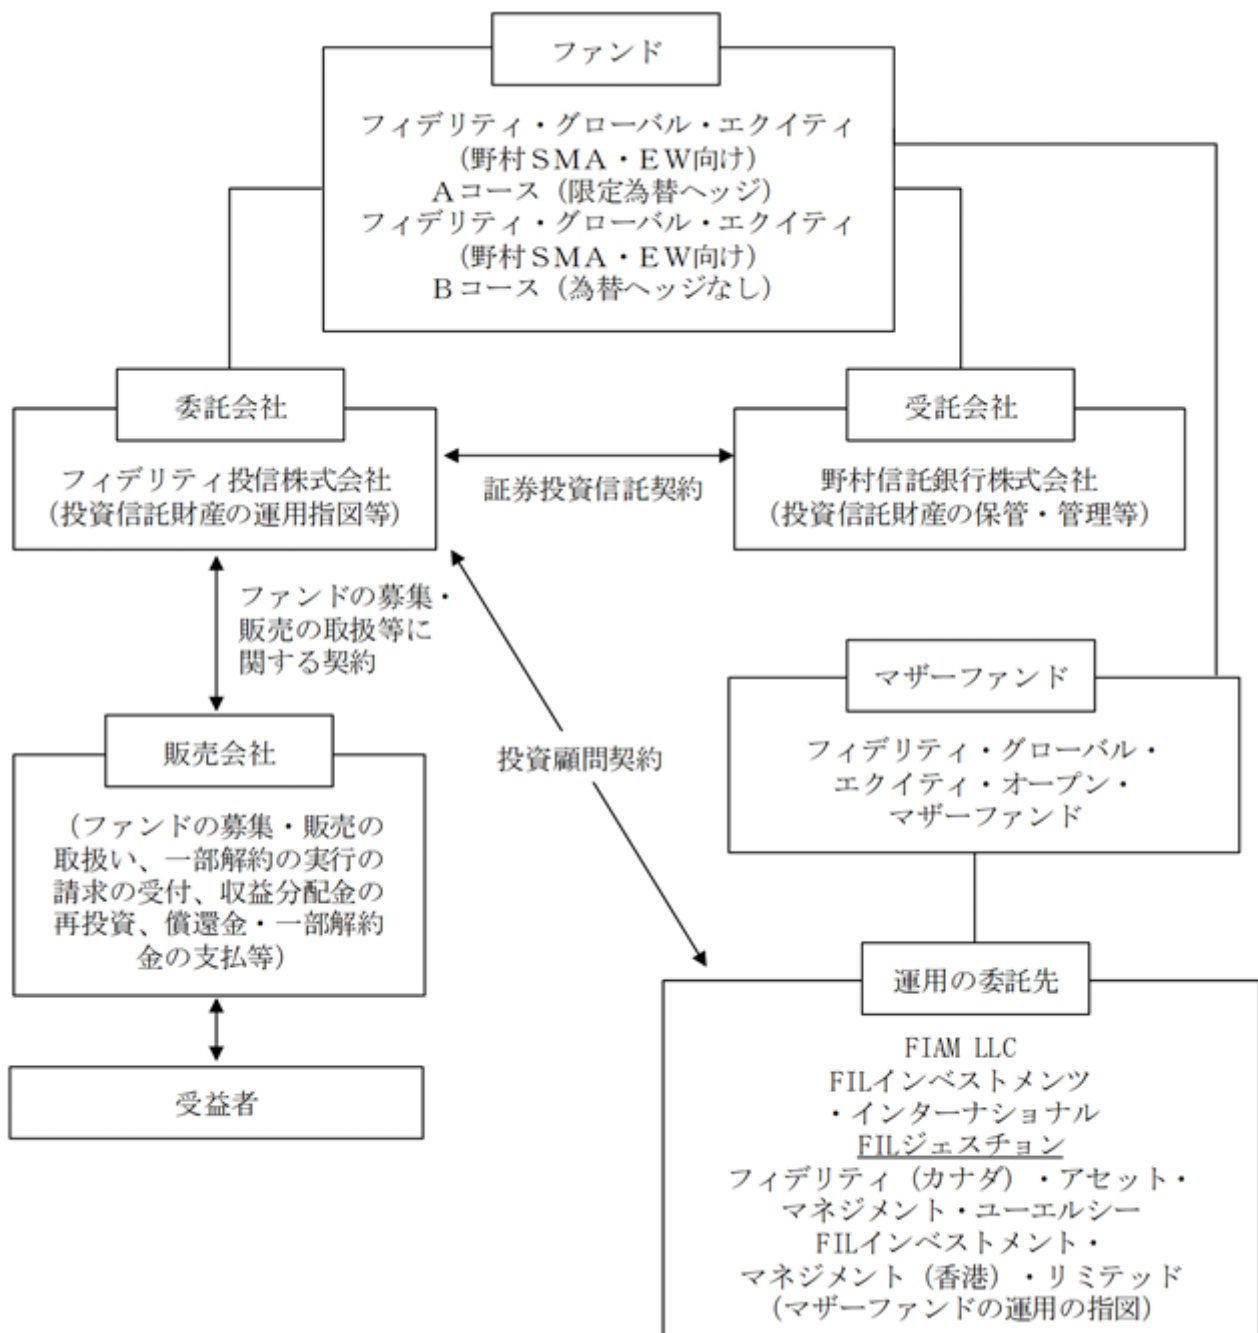 ファンド
フィデリティ・グローバル・エクイティ
(野村SMA・EW向け)
Aコース(限定為替ヘッジ)
フィデリティ・グローバル・エクイティ
(野村SMA・EW向け)
Bコース(為替ヘッジなし)
委託会社
フィデリティ投信株式会社
(投資信託財産の運用指図等)
証券投資信託契約
受託会社
野村信託銀行株式会社
(投資信託財産の保管・管理等)
ファンドの募集・
販売の取扱等に
関する契約
投資顧問契約
マザーファンド
フィデリティ・グローバル・
エクイティ・オープン・
マザーファンド
販売会社
(ファンドの募集・販売の
取扱い、一部解約の実行の
請求の受付、収益分配金の
再投資、償還金・一部解約
金の支払等)
受益者
運用の委託先
FIAM LLC
FILインベストメンツ
・インターナショナル
FILジェスチョン
フィデリティ(カナダ)・アセット・
マネジメント・ユーエルシー
FILインベストメント・
マネジメント(香港)・リミテッド
(マザーファンドの運用の指図)